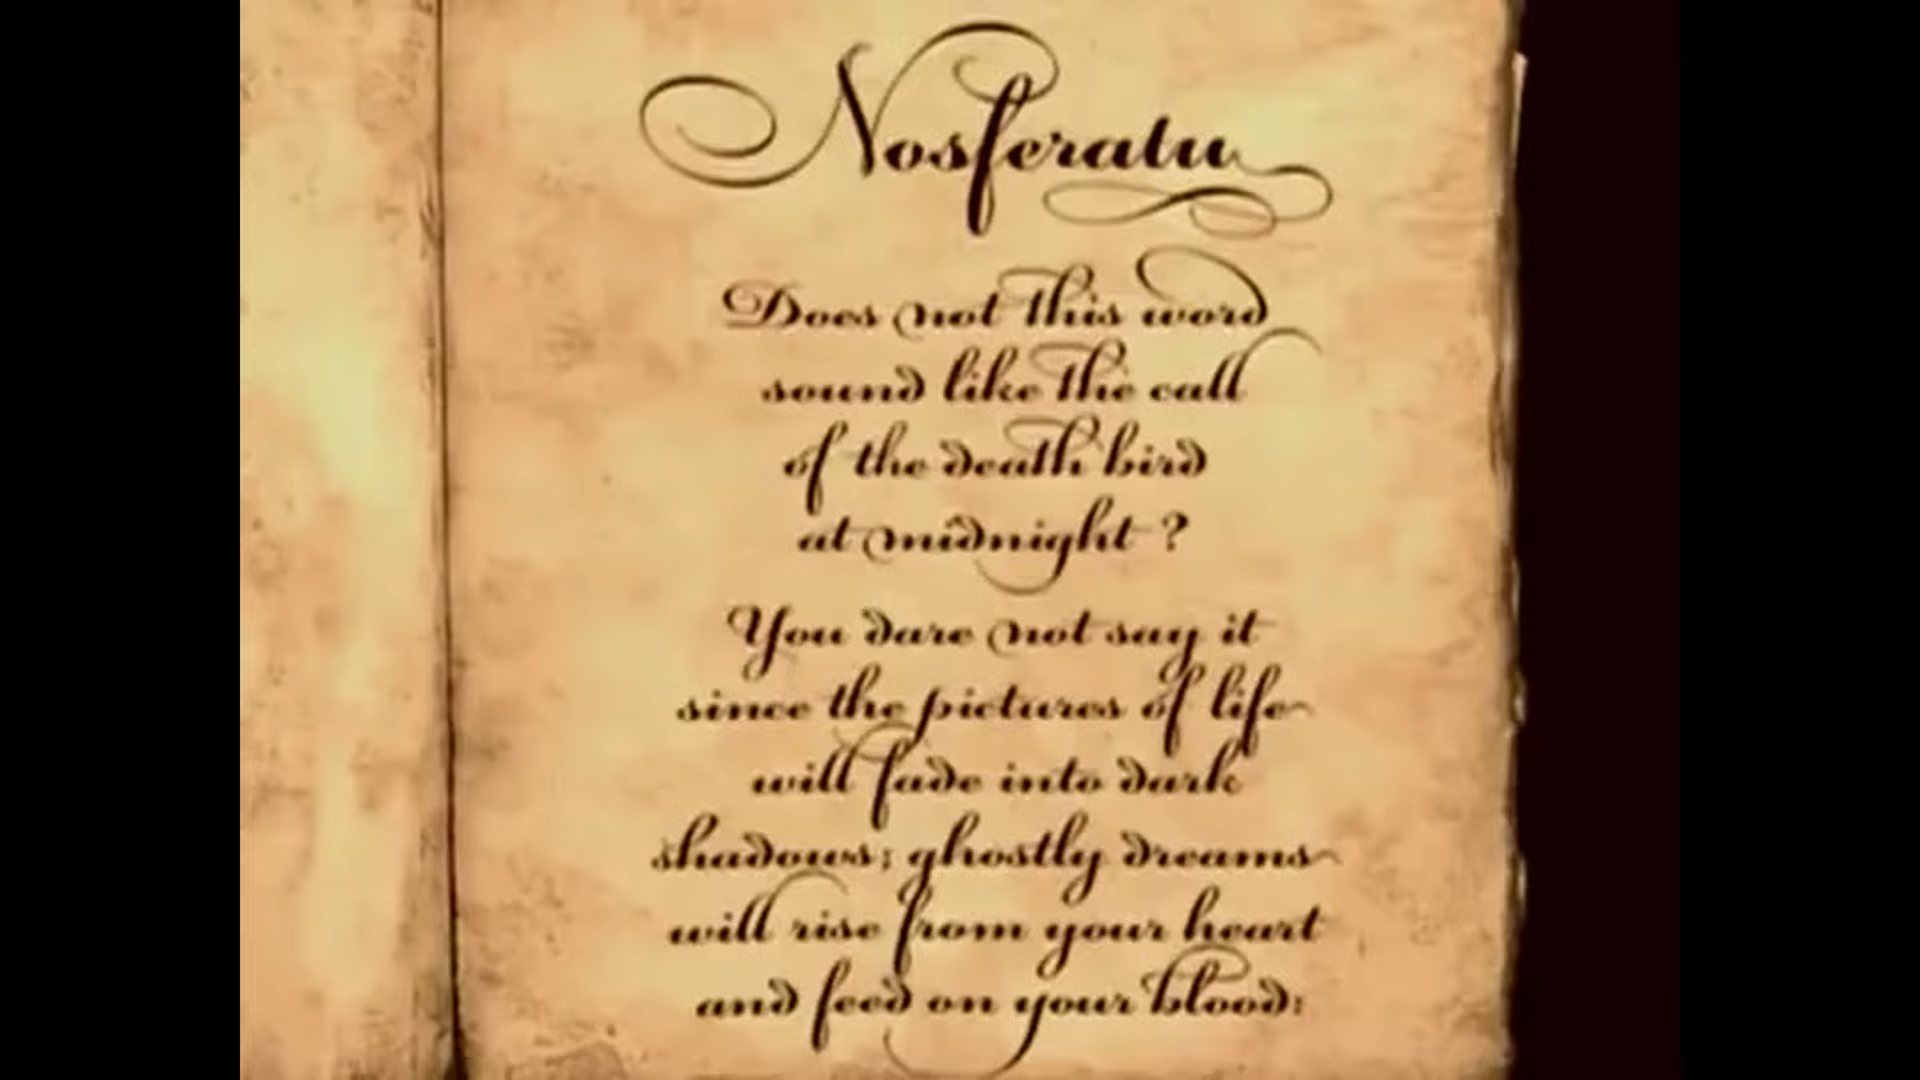 Nosferatu
Does not this word
sound like the call
of the death bird
at midnight ?
You dare not say it
since the pictures of life
will fade into dark
shadows; ghostly dreams
will rise from your heart
and feed on your blood: